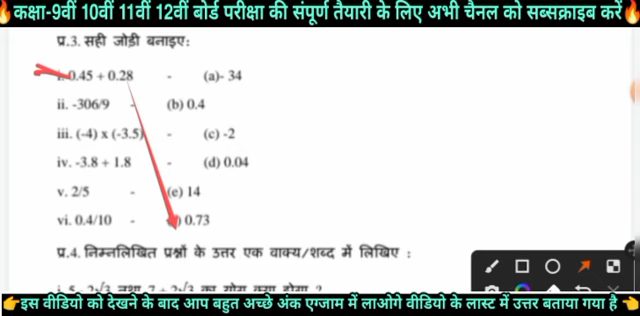 कक्षा-9वीं 10वीं 11वीं 12वीं बोर्ड परीक्षा की संपूर्ण तैयारी के लिए अभी चैनल को सब्सक्राइब करें
प्र.3. सही जोड़ी बनाइए:
i. 0.45 + 0.28 - (a)- 34
ii. -306/9 - (b) 0.4
iii. (-4) x (-3.5) - (c) -2
iv. -3.8 + 1.8 - (d) 0.04
v. 2/5 - (e) 14
vi. 0.4/10 - ) 0.73
प्र.4. निम्नलिखित प्रश्नों के उत्तर एक वाक्य/शब्द में लिखिए :
इस वीडियो को देखने के बाद आप बहुत अच्छे अंक एग्जाम में लाओगे वीडियो के लास्ट में उत्तर बताया गया है